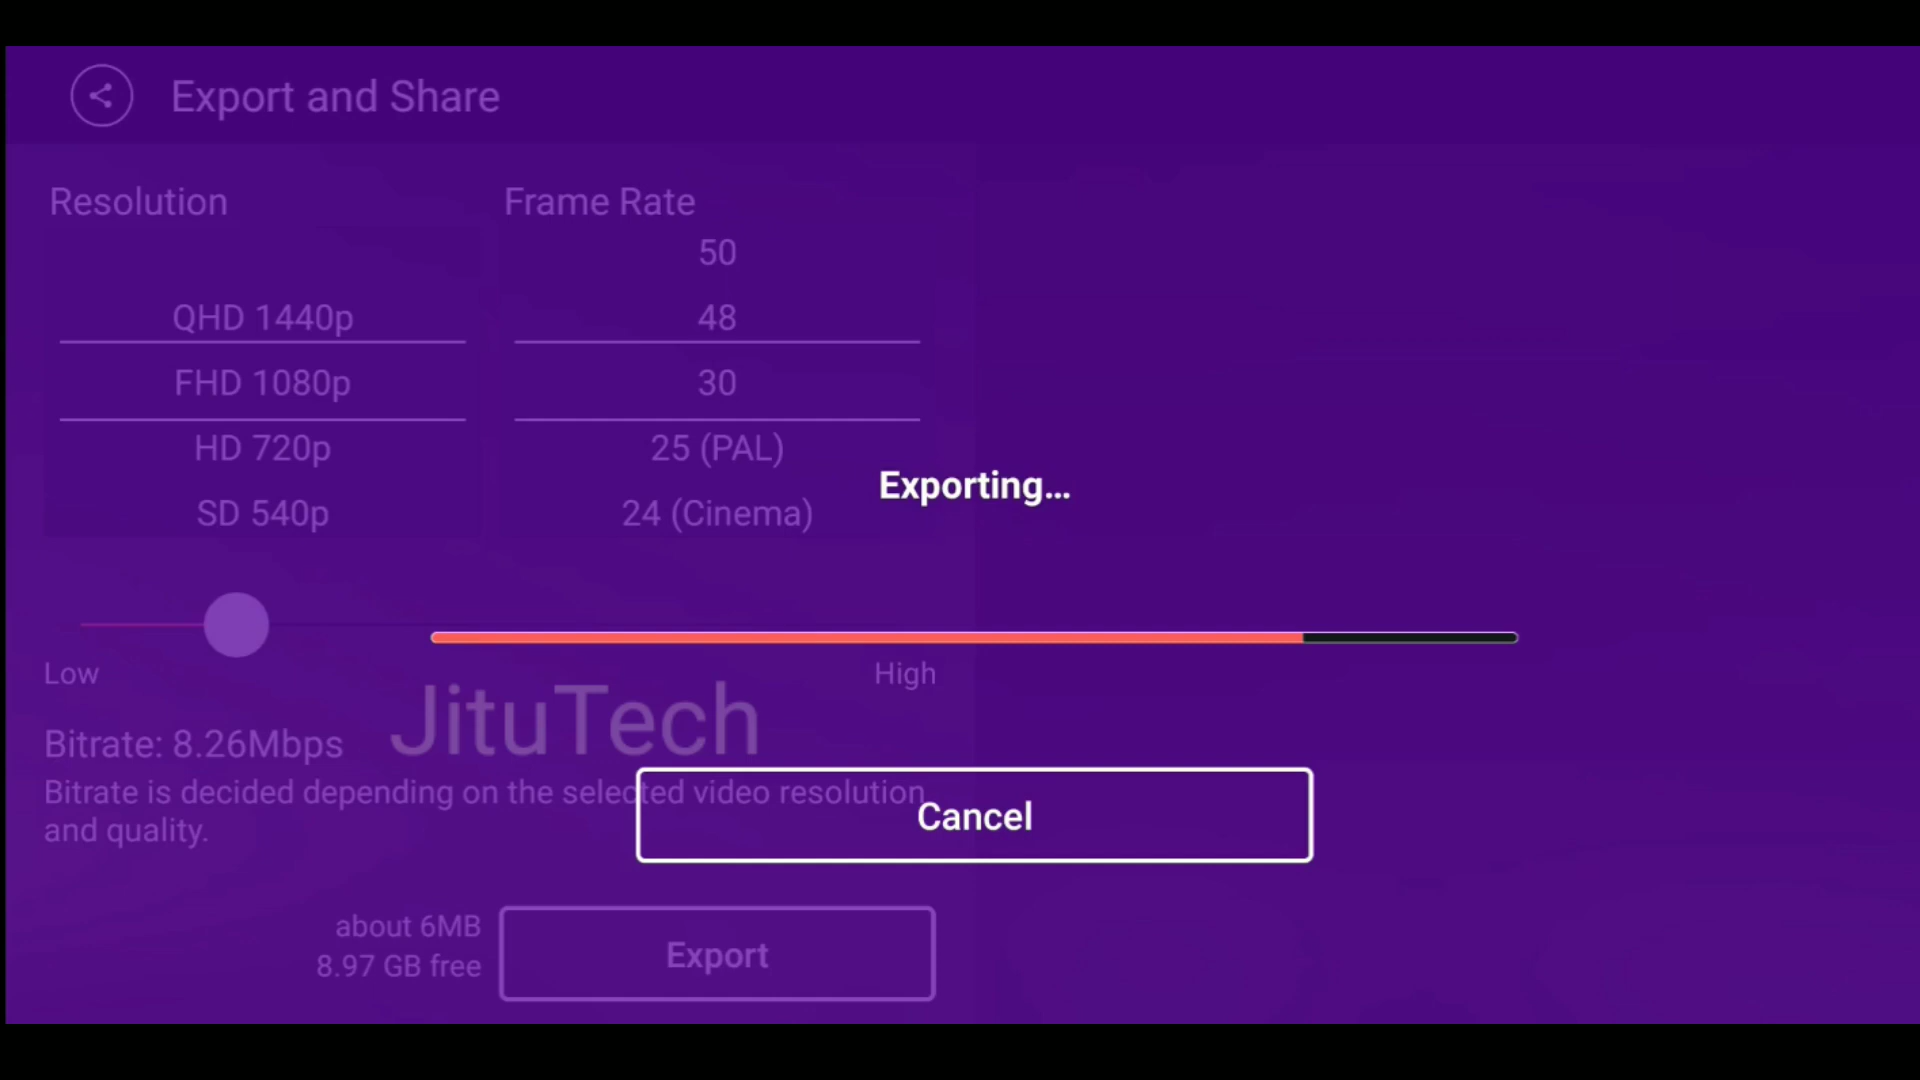 Export and Share
Resolution
Frame Rate
50
QHD 1440p
48
FHD 1080p
30
HD 720p
25 (PAL)
SD 540p
24 (Cinema)
Exporting...
Low
High
JituTech
Bitrate: 8.26Mbps
Bitrate is decided depending on the selected video resolution
and quality.
Cancel
about 6MB
8.97 GB free
Export